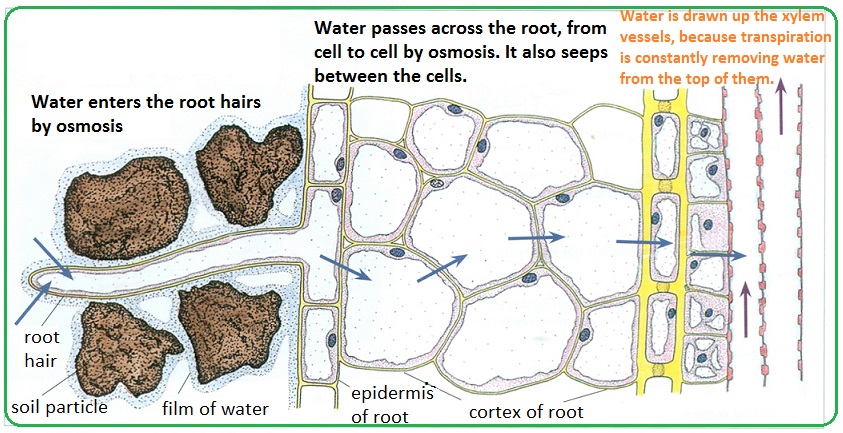 Water enters the root hairs
by osmosis
Water passes across the root, from
cell to cell by osmosis. It also seeps
between the cells.
Water is drawn up the xylem
vessels, because transpiration
is constantly removing water
from the top of them.
root
hair
soil particle
film of water
epidermis
of root
cortex of root